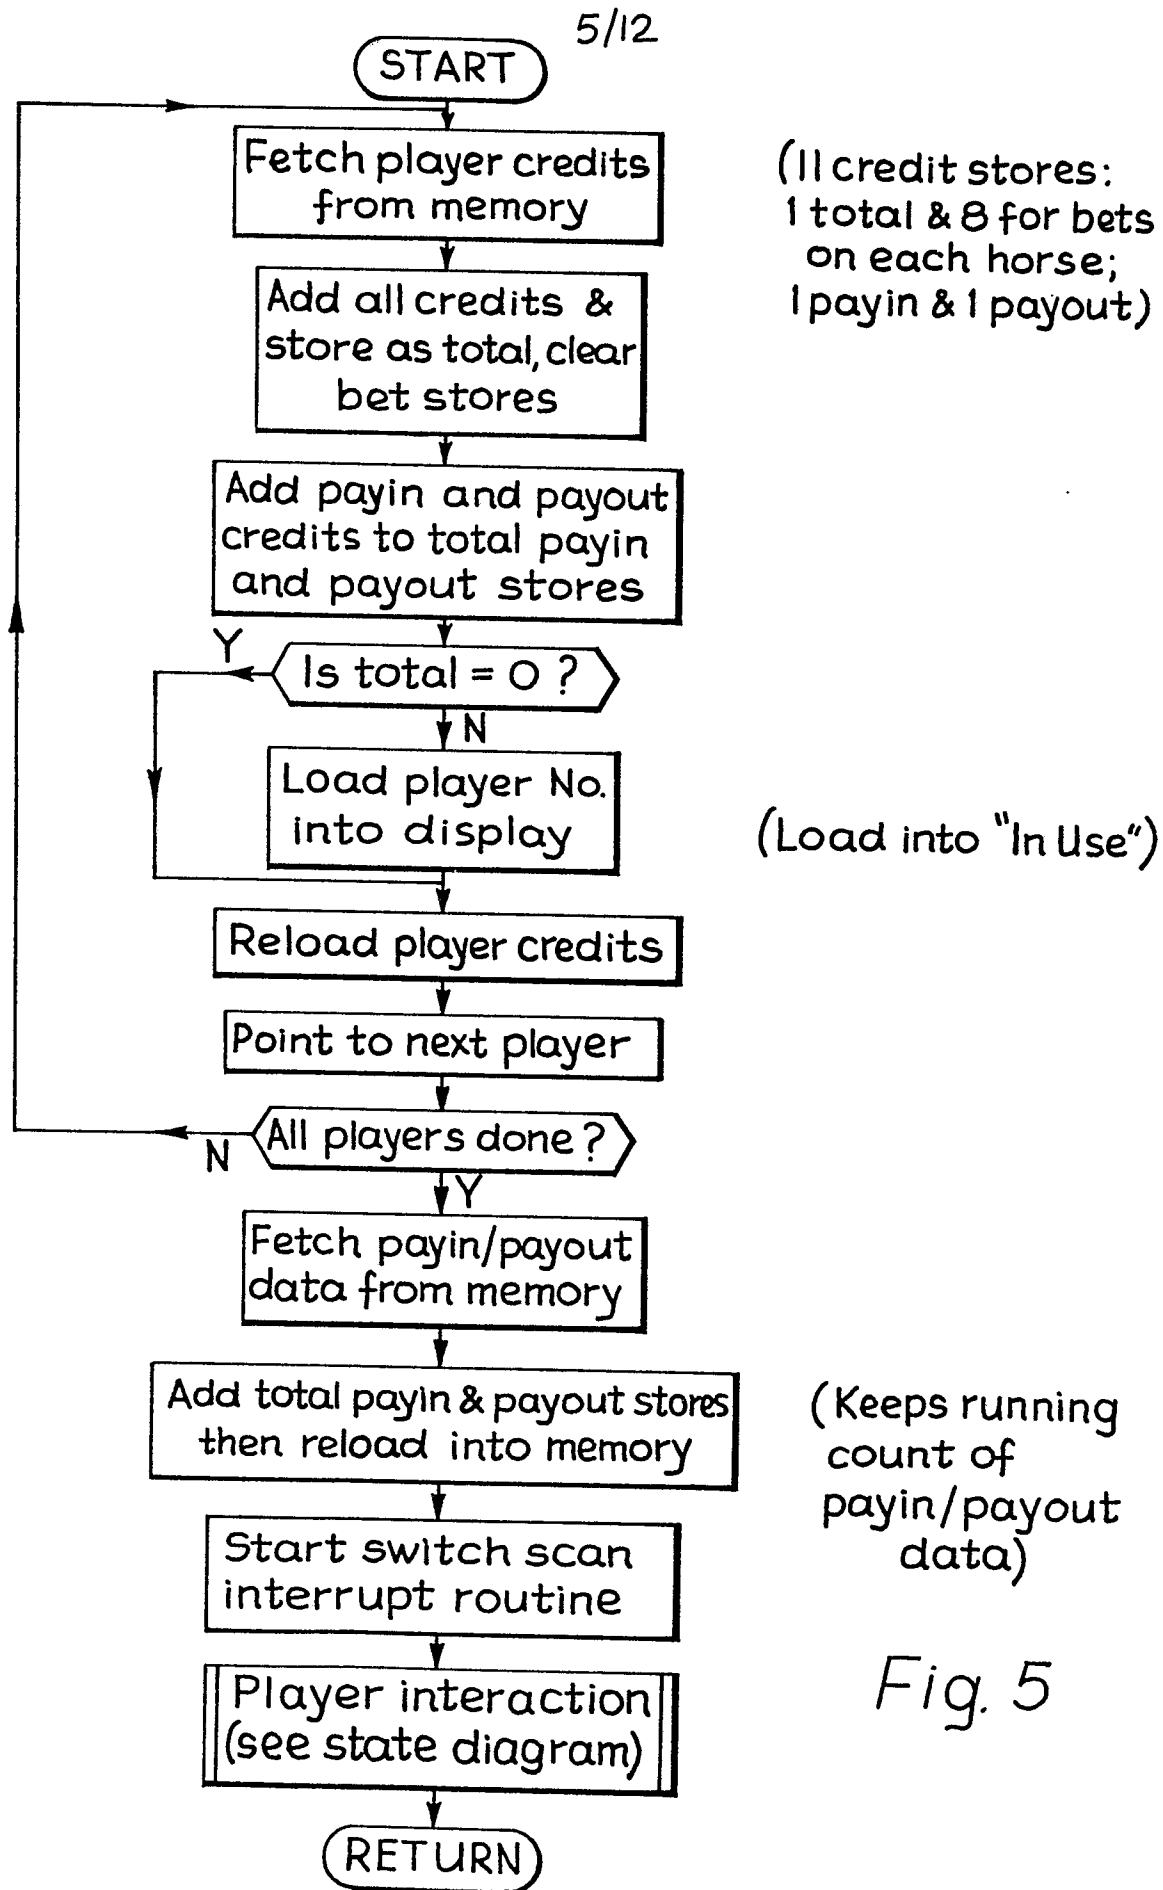 5/12
START
Fetch player credits
from memory
(11 credit stores:
1 total & 8 for bets
on each horse;
1 payin & 1 payout)
Add all credits &
store as total, clear
bet stores
Add payin and payout
credits to total payin
and payout stores
Y
Is total = 0 ?
N
Load player No.
into display
(Load into "In Use")
Reload player credits
Point to next player
All players done ?
N
Y
Fetch payin/payout
data from memory
Add total payin & payout stores
then reload into memory
(Keeps running
count of
payin/payout
data)
Start switch scan
interrupt routine
Player interaction
(see state diagram)
Fig. 5
RETURN